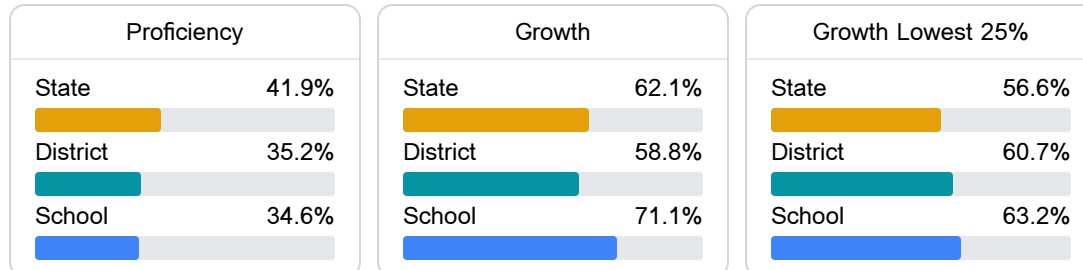 Proficiency
State 41.9%
District 35.2%
School 34.6%
Growth
State 62.1%
District 58.8%
School 71.1%
Growth Lowest 25%
State 56.6%
District 60.7%
School 63.2%